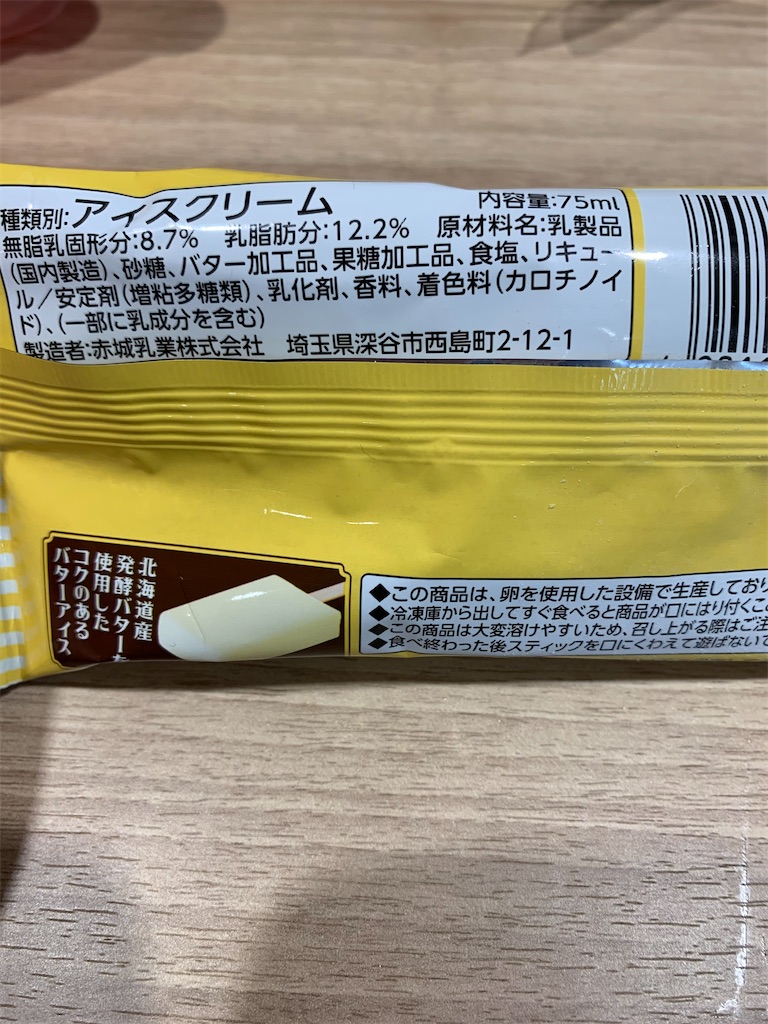 種類別:アイスクリーム 内容量:75ml
無脂乳固形分:8.7% 乳脂肪分:12.2% 原材料名:乳製品
(国内製造)、砂糖、バター加工品、果糖加工品、食塩、リキュー
ル/安定剤(増粘多糖類)、乳化剤、香料、着色料(カロチノイ
ド)、(一部に乳成分を含む)
製造者:赤城乳業株式会社 埼玉県深谷市西島町2-12-1
北海道産
発酵バターを
使用した
コクのある
バターアイス
◆この商品は、卵を使用した設備で生産しており
◆冷凍庫から出してすぐ食べると商品が口にはり付くこ
◆この商品は大変溶けやすいため、召し上がる際はご注
◆食べ終わった後スティックを口にくわえて遊ばないで